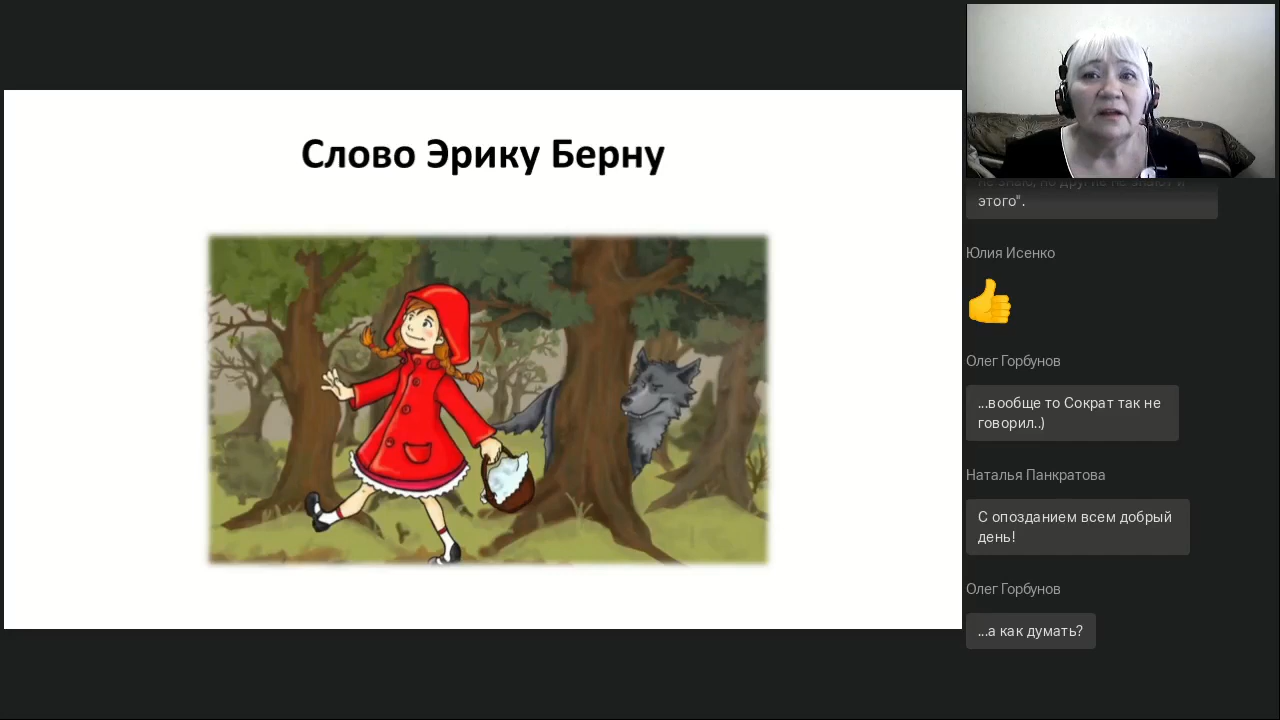 Слово Эрику Берну
этого".
Юлия Исенко
Олег Горбунов
...вообще то Сократ так не
говорил..)
Наталья Панкратова
С опозданием всем добрый
день!
Олег Горбунов
...а как думать?